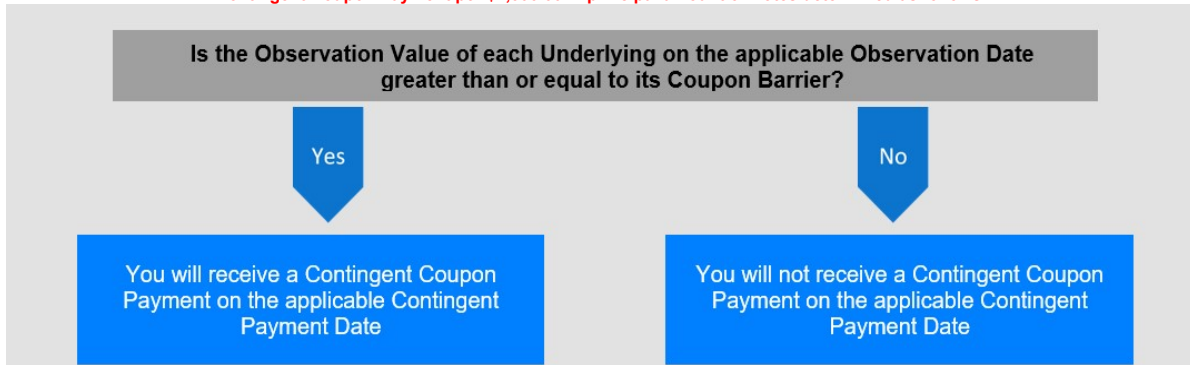 Is the Observation Value of each Underlying on the applicable Observation Date
greater than or equal to its Coupon Barrier?
Yes
No
You will receive a Contingent Coupon
Payment on the applicable Contingent
Payment Date
You will not receive a Contingent Coupon
Payment on the applicable Contingent
Payment Date